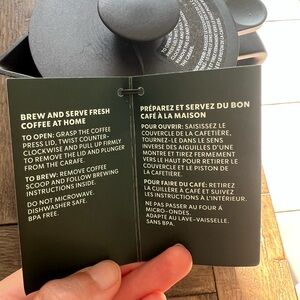 BREW AND SERVE FRESH
COFFEE AT HOME
TO OPEN: GRASP THE COFFEE
PRESS LID, TWIST COUNTER-
CLOCKWISE AND PULL UP FIRMLY
TO REMOVE THE LID AND PLUNGER
FROM THE CARAFE.
TO BREW: REMOVE COFFEE
SCOOP AND FOLLOW BREWING
INSTRUCTIONS INSIDE.
DO NOT MICROWAVE.
DISHWASHER SAFE.
BPA FREE.
PRÉPAREZ ET SERVEZ DU BON
CAFÉ À LA MAISON
POUR OUVRIR: SAISISSEZ LE
COUVERCLE DE LA CAFETIÈRE,
TOURNEZ-LE DANS LE SENS
INVERSE DES AIGUILLES D'UNE
MONTRE ET TIREZ FERMEMENT
VERS LE HAUT POUR RETIRER LE
COUVERCLE ET LE PISTON DE
LA CAFETIÈRE.
POUR FAIRE DU CAFÉ: RETIREZ
LA CUILLÈRE À CAFÉ ET SUIVEZ
LES INSTRUCTIONS À L'INTÉRIEUR.
NE PAS PASSER AU FOUR À
MICRO-ONDES.
ADAPTE AU LAVE-VAISSELLE.
SANS BPA.